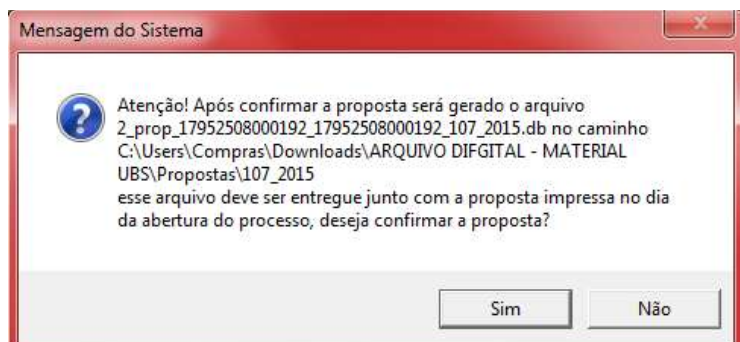 Mensagem do Sistema
Atenção! Após confirmar a proposta será gerado o arquivo
2_prop_17952508000192_17952508000192_107_2015.db no caminho
C:\Users\Compras\Downloads\ARQUIVO DIFGITAL - MATERIAL
UBS\Propostas\107_2015
esse arquivo deve ser entregue junto com a proposta impressa no dia
da abertura do processo, deseja confirmar a proposta?
Sim
Não